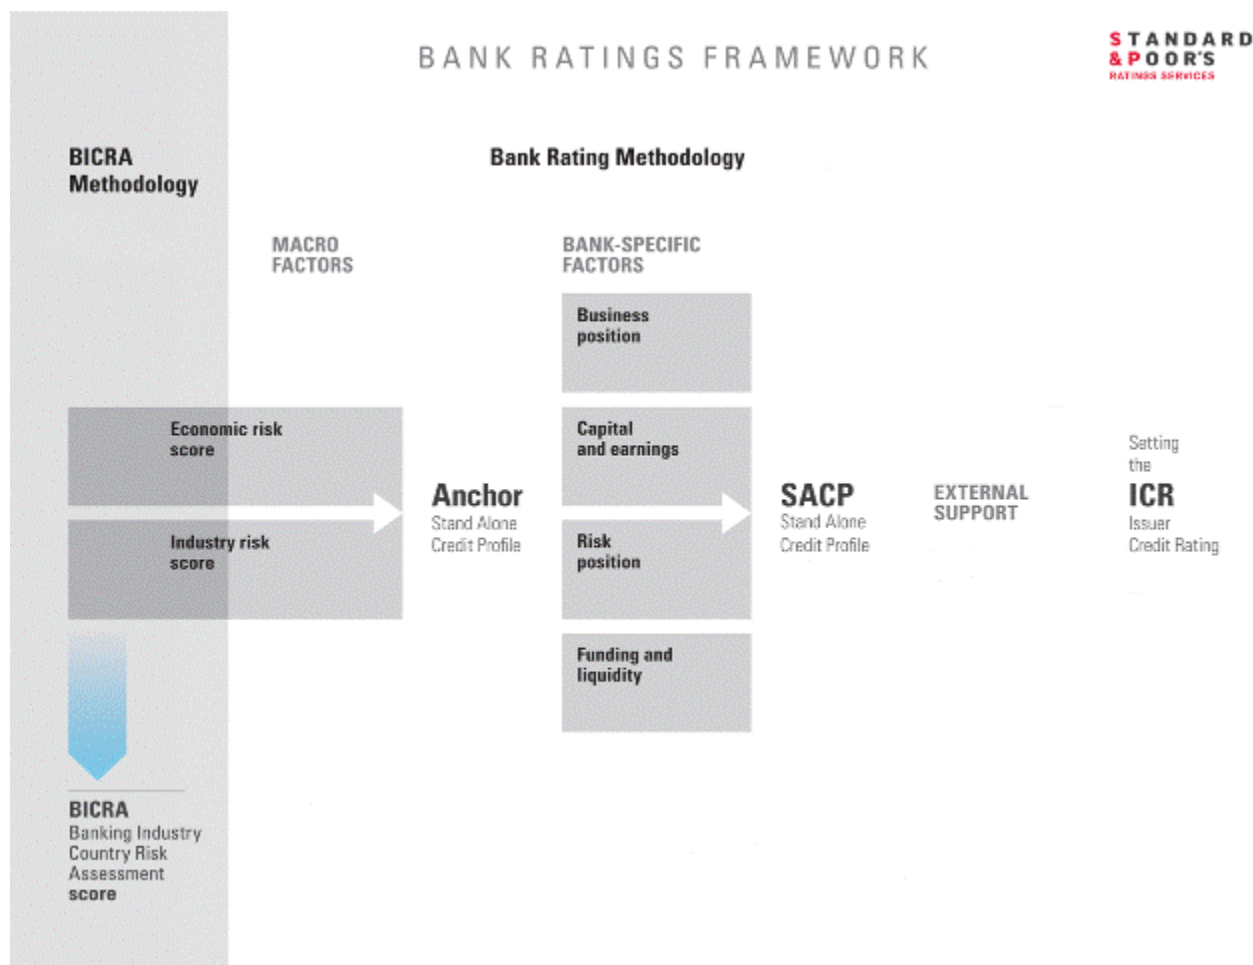 BANK RATINGS FRAMEWORK
STANDARD
&POOR'S
RATINGS SERVICES
BICRA
Methodology
Bank Rating Methodology
MACRO
FACTORS
BANK-SPECIFIC
FACTORS
Business
position
Economic risk
score
Capital
and earnings
Industry risk
score
Anchor
Stand Alone
Credit Profile
Risk
position
Funding and
liquidity
SACP
Stand Alone
Credit Profile
EXTERNAL
SUPPORT
Setting
the
ICR
Issuer
Credit Rating
BICRA
Banking Industry
Country Risk
Assessment
score